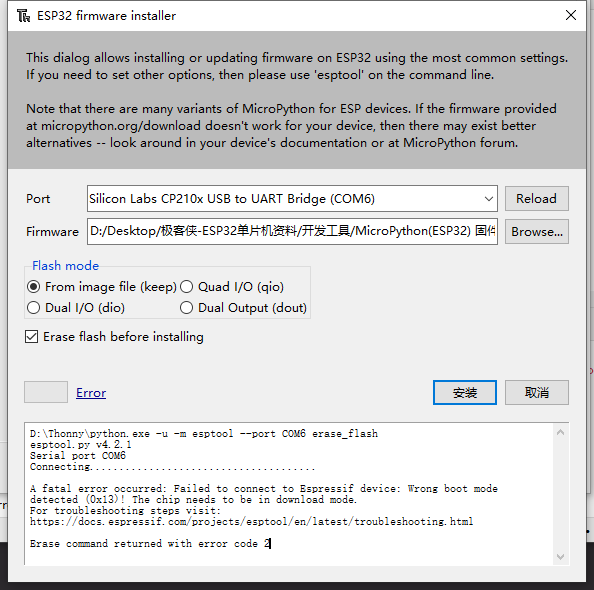 ESP32 firmware installer
This dialog allows installing or updating firmware on ESP32 using the most common settings.
If you need to set other options, then please use 'esptool' on the command line.
Note that there are many variants of MicroPython for ESP devices. If the firmware provided
at micropython.org/download doesn't work for your device, then there may exist better
alternatives -- look around in your device's documentation or at MicroPython forum.
Port Silicon Labs CP210x USB to UART Bridge (COM6) Reload
Firmware D:/Desktop/极客侠-ESP32单片机资料/开发工具/MicroPython(ESP32) 固件 Browse...
Flash mode
From image file (keep) Quad I/O (qio)
Dual I/O (dio) Dual Output (dout)
Erase flash before installing
Error 安装 取消
D:\Thonny\python.exe -u -m esptool --port COM6 erase_flash
esptool.py v4.2.1
Serial port COM6
Connecting......................................
A fatal error occurred: Failed to connect to Espressif device: Wrong boot mode
detected (0x13)! The chip needs to be in download mode.
For troubleshooting steps visit:
https://docs.espressif.com/projects/esptool/en/latest/troubleshooting.html
Erase command returned with error code 2